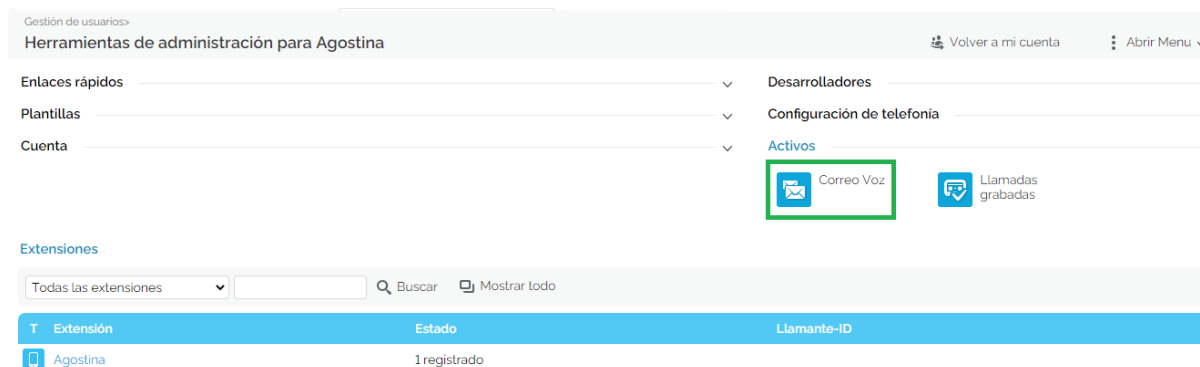 Gestión de usuarios>
Herramientas de administración para Agostina
Volver a mi cuenta
Abrir Menu
Enlaces rápidos
Desarrolladores
Plantillas
Configuración de telefonía
Cuenta
Activos
Correo Voz
Llamadas
grabadas
Extensiones
Todas las extensiones
Buscar
Mostrar todo
T Extensión Estado Llamante-ID
Agostina 1 registrado